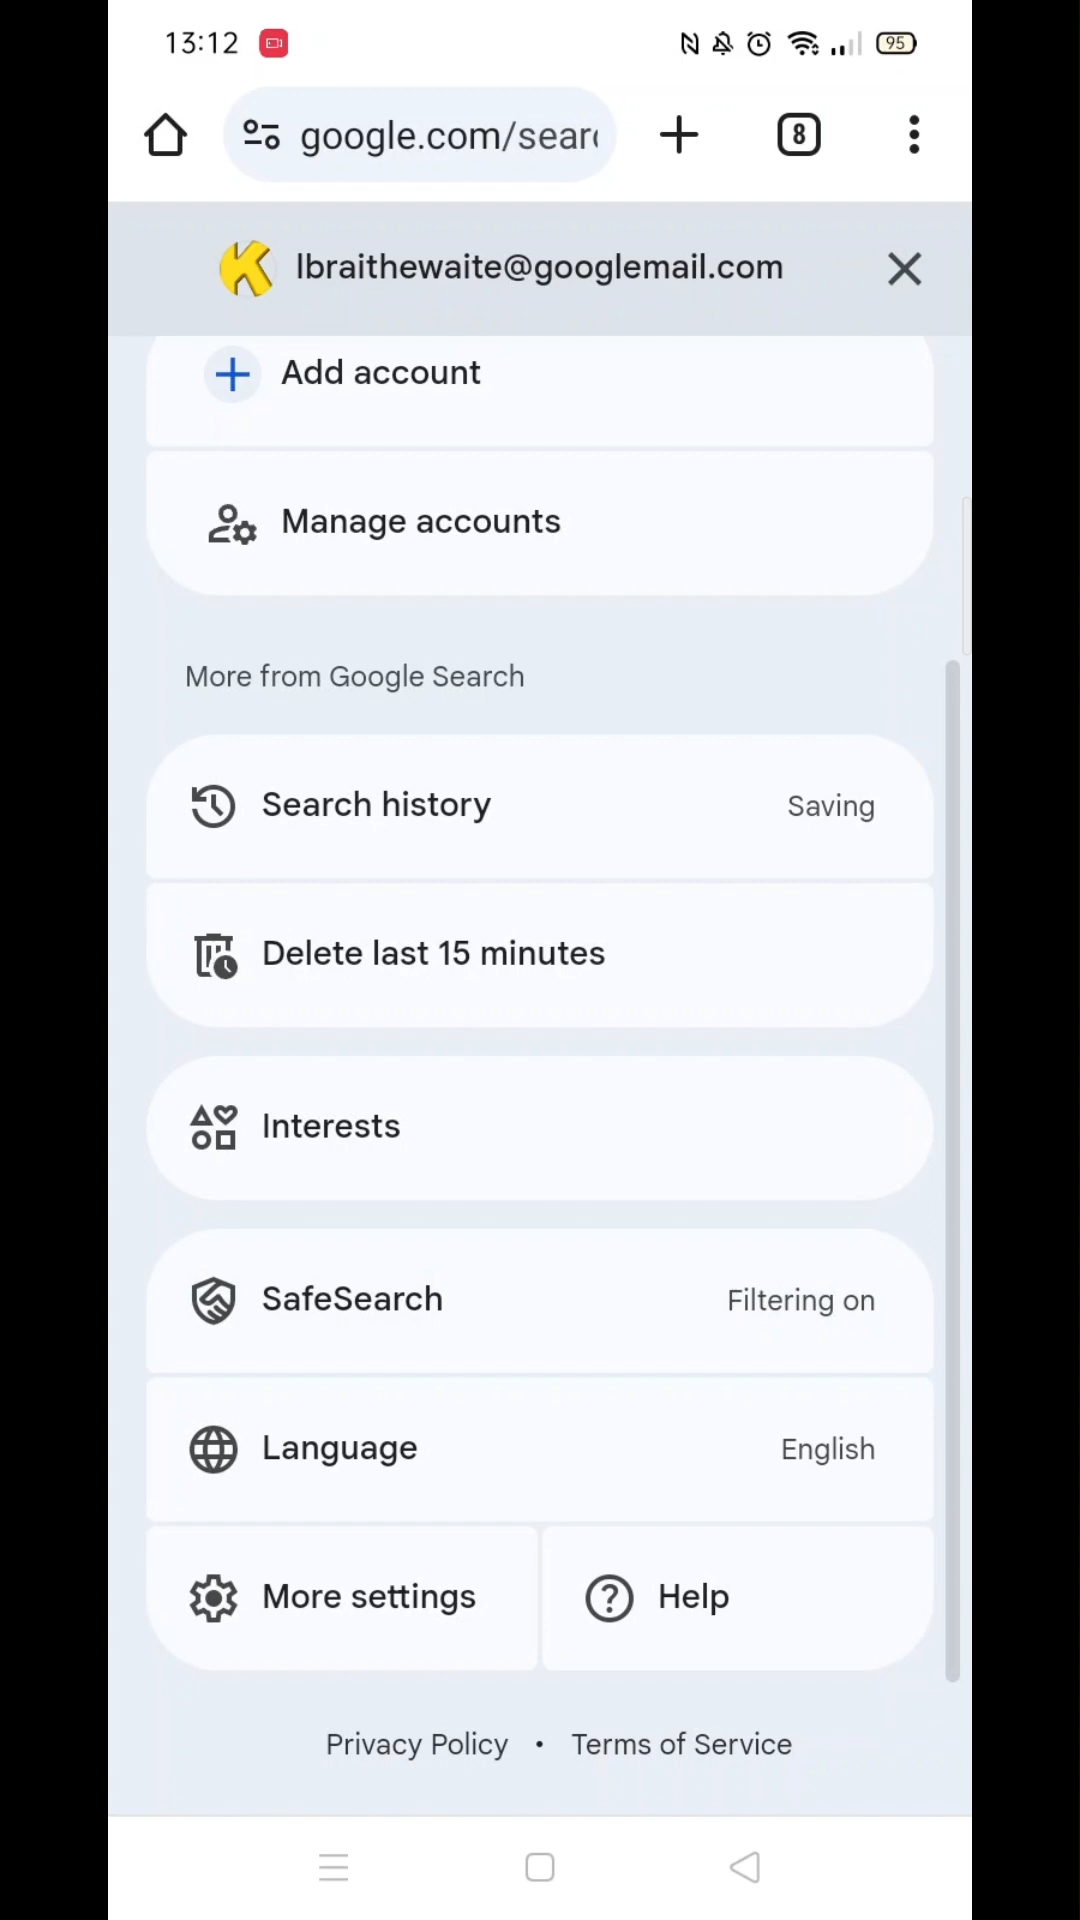 13:12
95
google.com/sear
8
lbraithewaite@googlemail.com
Add account
Manage accounts
More from Google Search
Search history Saving
Delete last 15 minutes
Interests
SafeSearch Filtering on
Language English
More settings Help
Privacy Policy • Terms of Service